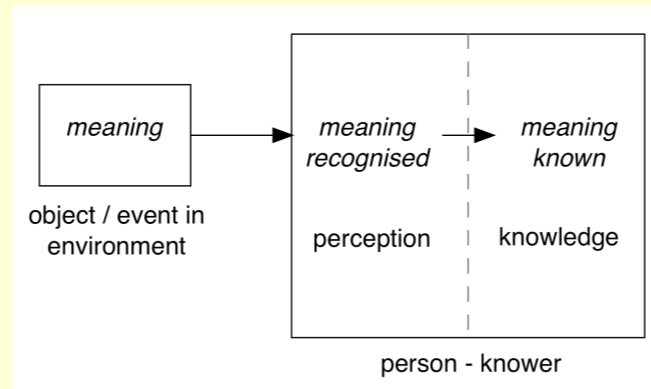 meaning
object / event in
environment
meaning
recognised
perception
meaning
known
knowledge
person - knower